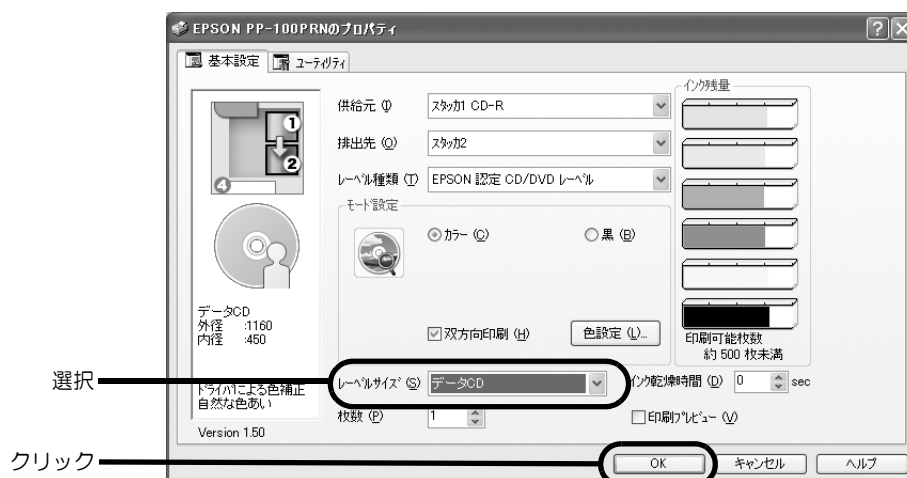 EPSON PP-100PRNのプロパティ
基本設定
ユーティリティ
1
2
4
データCD
外径 :1160
内径 :450
ドライバによる色補正
自然な色あい
Version 1.50
供給元 (I)
スタッカ1 CD-R
排出先 (O)
スタッカ2
レーベル種類 (T)
EPSON 認定 CD/DVD レーベル
モード設定
カラー (C)
黒 (B)
双方向印刷 (H)
色設定 (L)...
レーベルサイズ (S)
データCD
枚数 (P)
1
インク残量
印刷可能枚数
約 500 枚未満
インク乾燥時間 (D)
0
sec
印刷プレビュー (V)
OK
キャンセル
ヘルプ
選択
クリック